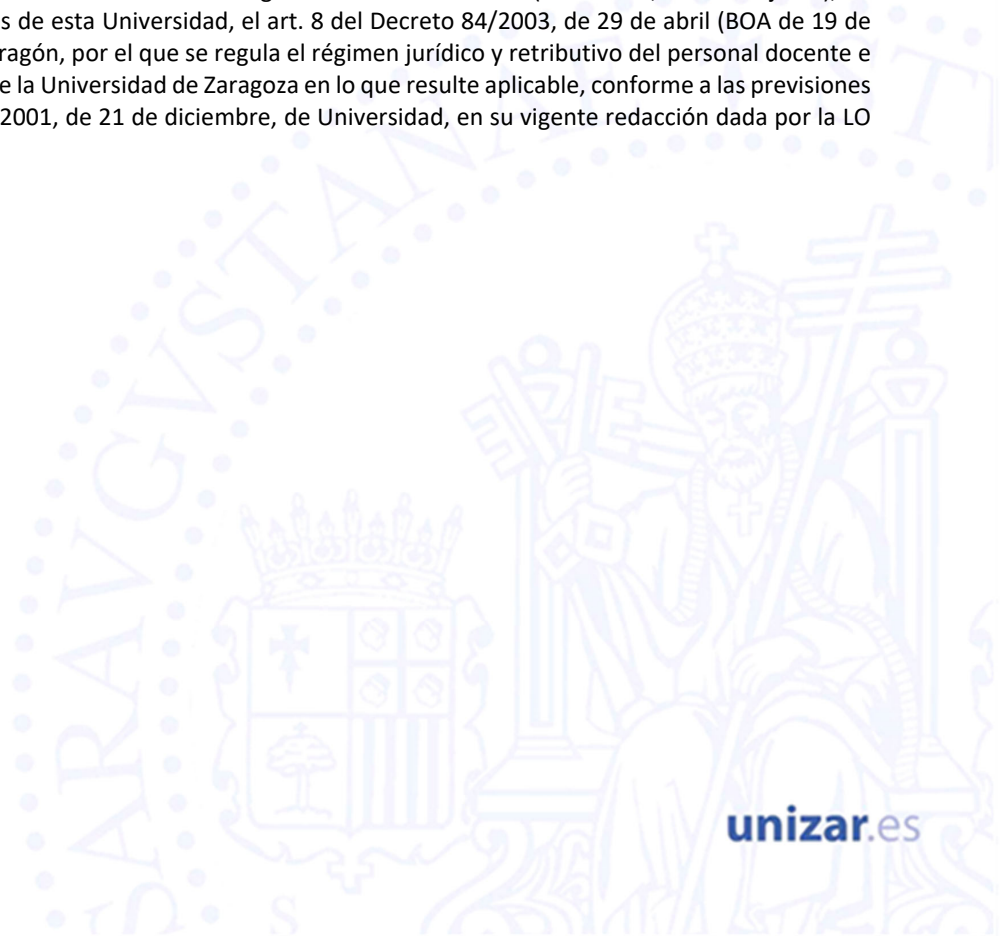 s de esta Universidad, el art. 8 del Decreto 84/2003, de 29 de abril (BOA de 19 de
ragón, por el que se regula el régimen jurídico y retributivo del personal docente e
e la Universidad de Zaragoza en lo que resulte aplicable, conforme a las previsiones
2001, de 21 de diciembre, de Universidad, en su vigente redacción dada por la LO
SARAVGVSTANAE
unizar.es